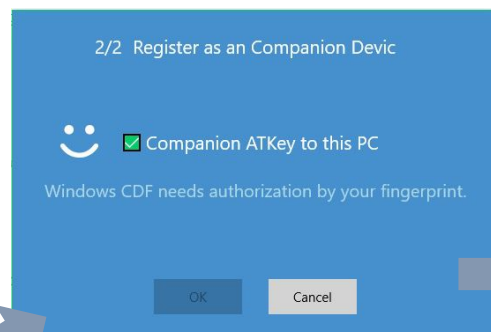 2/2 Register as an Companion Devic
Companion ATKey to this PC
Windows CDF needs authorization by your fingerprint.
OK
Cancel